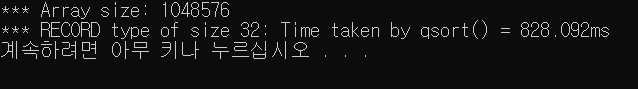 *** Array size: 1048576
*** RECORD type of size 32: Time taken by qsort() = 828.092ms
계속하려면 아무 키나 누르십시오 . . .